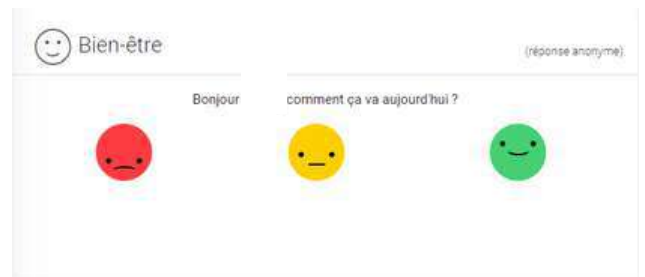 Bien-être
(réponse anonyme)
Bonjour comment ça va aujourd'hui ?